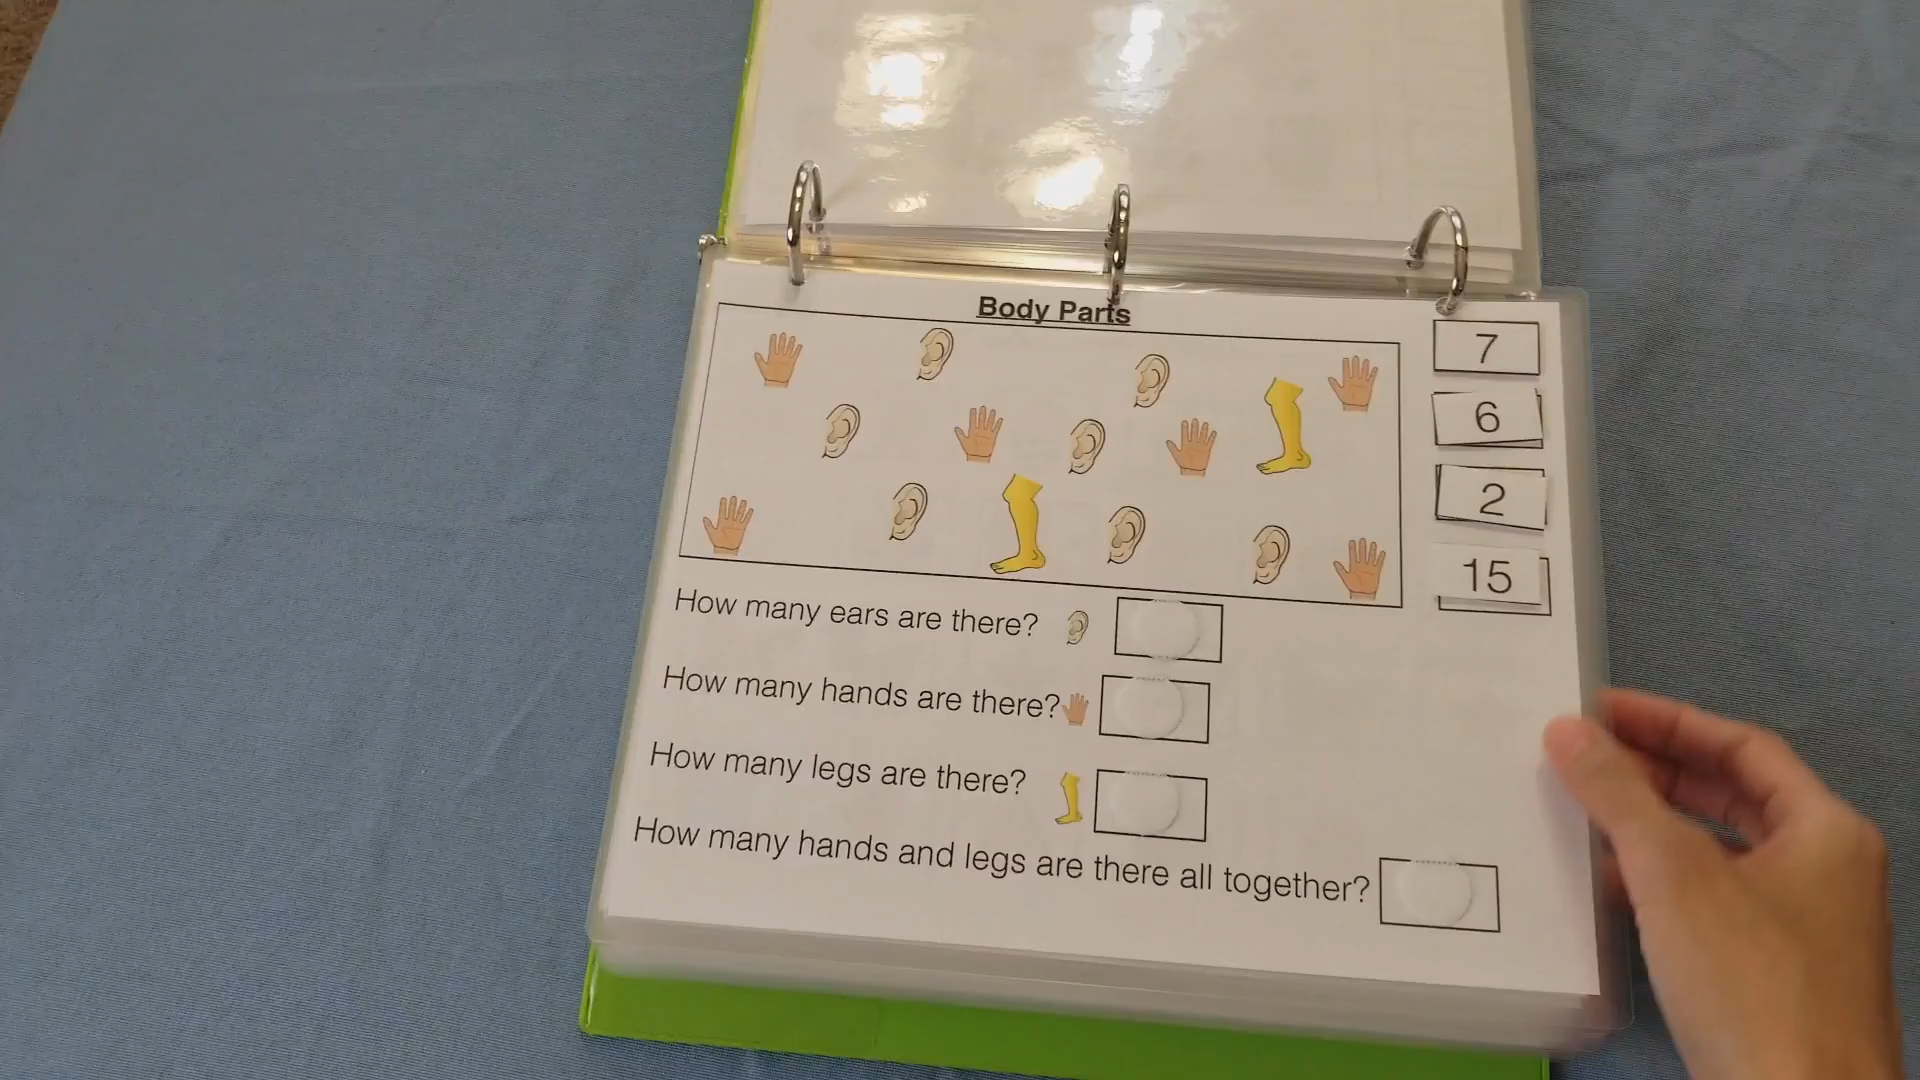 Body Parts
7
6
2
15
How many ears are there?
How many hands are there?
How many legs are there?
How many hands and legs are there all together?